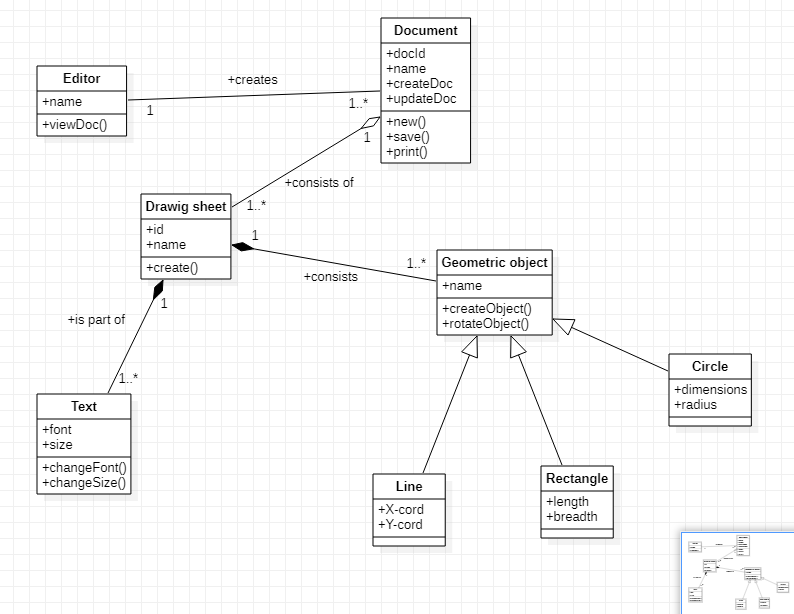 Document
+docId
+name
+createDoc
+updateDoc
+new()
+save()
+print()
Editor
+name
+viewDoc()
+creates
1
1..*
1
+consists of
1..*
Drawig sheet
+id
+name
+create()
1
+consists
1..*
Geometric object
+name
+createObject()
+rotateObject()
1
+is part of
1..*
Text
+font
+size
+changeFont()
+changeSize()
Circle
+dimensions
+radius
Line
+X-cord
+Y-cord
Rectangle
+length
+breadth